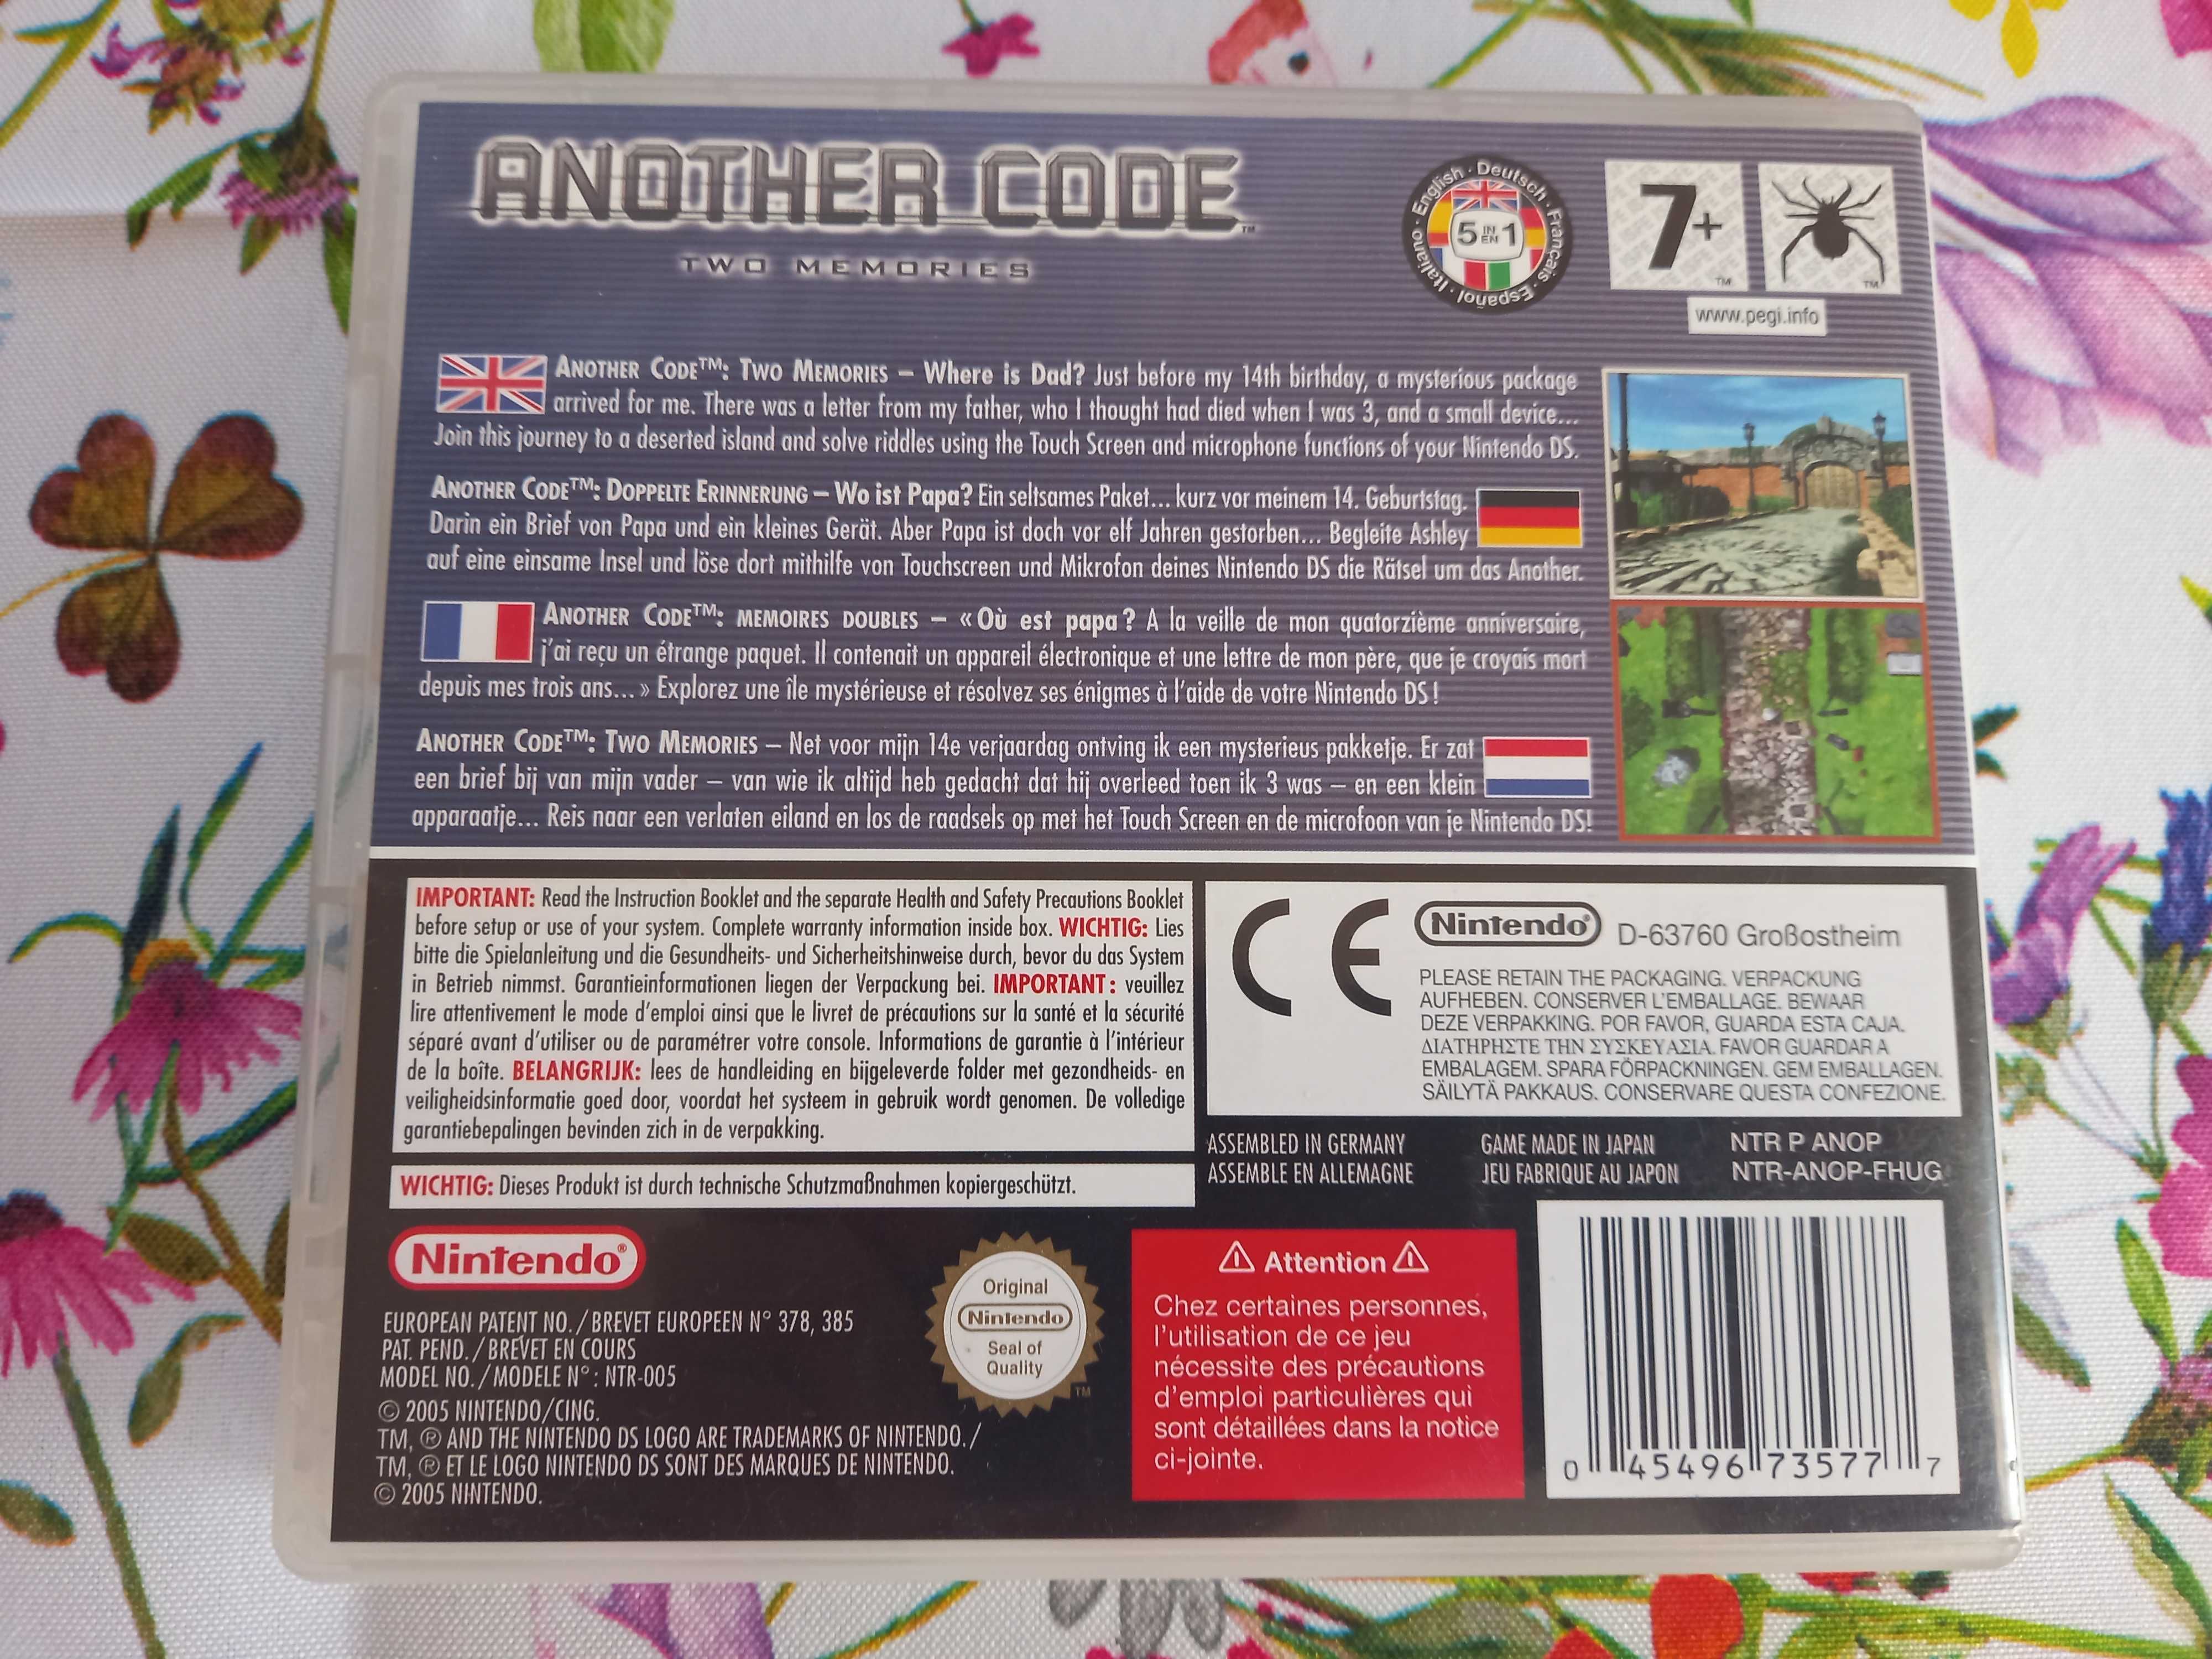 ANOTHER CODE™
TWO MEMORIES
English · Deutsch · Français · Español · Italiano ·
5 IN EN 1
7+
TM
TM
www.pegi.info
ANOTHER CODE™: TWO MEMORIES – Where is Dad? Just before my 14th birthday, a mysterious package
arrived for me. There was a letter from my father, who I thought had died when I was 3, and a small device...
Join this journey to a deserted island and solve riddles using the Touch Screen and microphone functions of your Nintendo DS.
ANOTHER CODE™: DOPPELTE ERINNERUNG – Wo ist Papa? Ein seltsames Paket... kurz vor meinem 14. Geburtstag.
Darin ein Brief von Papa und ein kleines Gerät. Aber Papa ist doch vor elf Jahren gestorben... Begleite Ashley
auf eine einsame Insel und löse dort mithilfe von Touchscreen und Mikrofon deines Nintendo DS die Rätsel um das Another.
ANOTHER CODE™: MEMOIRES DOUBLES – « Où est papa ? A la veille de mon quatorzième anniversaire,
j'ai reçu un étrange paquet. Il contenait un appareil électronique et une lettre de mon père, que je croyais mort
depuis mes trois ans... » Explorez une île mystérieuse et résolvez ses énigmes à l'aide de votre Nintendo DS !
ANOTHER CODE™: TWO MEMORIES – Net voor mijn 14e verjaardag ontving ik een mysterieus pakketje. Er zat
een brief bij van mijn vader – van wie ik altijd heb gedacht dat hij overleed toen ik 3 was – en een klein
apparaatje... Reis naar een verlaten eiland en los de raadsels op met het Touch Screen en de microfoon van je Nintendo DS!
IMPORTANT: Read the Instruction Booklet and the separate Health and Safety Precautions Booklet
before setup or use of your system. Complete warranty information inside box. WICHTIG: Lies
bitte die Spielanleitung und die Gesundheits- und Sicherheitshinweise durch, bevor du das System
in Betrieb nimmst. Garantieinformationen liegen der Verpackung bei. IMPORTANT : veuillez
lire attentivement le mode d'emploi ainsi que le livret de précautions sur la santé et la sécurité
séparé avant d'utiliser ou de paramétrer votre console. Informations de garantie à l'intérieur
de la boîte. BELANGRIJK: lees de handleiding en bijgeleverde folder met gezondheids- en
veiligheidsinformatie goed door, voordat het systeem in gebruik wordt genomen. De volledige
garantiebepalingen bevinden zich in de verpakking.
WICHTIG: Dieses Produkt ist durch technische Schutzmaßnahmen kopiergeschützt.
CE
Nintendo® D-63760 Großostheim
PLEASE RETAIN THE PACKAGING. VERPACKUNG
AUFHEBEN. CONSERVER L'EMBALLAGE. BEWAAR
DEZE VERPAKKING. POR FAVOR, GUARDA ESTA CAJA.
ΔΙΑΤΗΡΗΣΤΕ ΤΗΝ ΣΥΣΚΕΥΑΣΙΑ. FAVOR GUARDAR A
EMBALAGEM. SPARA FÖRPACKNINGEN. GEM EMBALLAGEN.
SÄILYTÄ PAKKAUS. CONSERVARE QUESTA CONFEZIONE.
ASSEMBLED IN GERMANY
ASSEMBLE EN ALLEMAGNE
GAME MADE IN JAPAN
JEU FABRIQUE AU JAPON
NTR P ANOP
NTR-ANOP-FHUG
Nintendo®
EUROPEAN PATENT NO. / BREVET EUROPEEN N° 378, 385
PAT. PEND. / BREVET EN COURS
MODEL NO. / MODELE N° : NTR-005
© 2005 NINTENDO/CING.
TM, ® AND THE NINTENDO DS LOGO ARE TRADEMARKS OF NINTENDO. /
TM, ® ET LE LOGO NINTENDO DS SONT DES MARQUES DE NINTENDO.
© 2005 NINTENDO.
Original
Nintendo
Seal of
Quality
TM
⚠ Attention ⚠
Chez certaines personnes,
l'utilisation de ce jeu
nécessite des précautions
d'emploi particulières qui
sont détaillées dans la notice
ci-jointe.
0 45496 73577 7